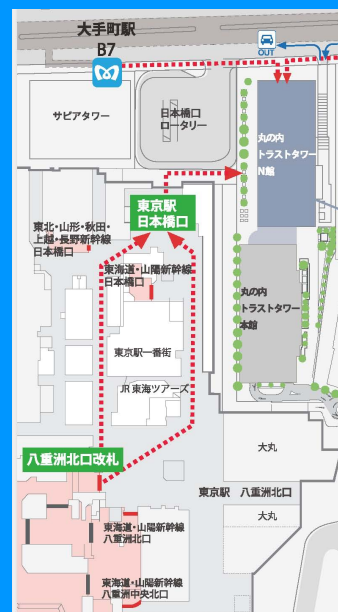 大手町駅
B7
OUT
サピアタワー
日本橋口
ロータリー
丸の内
トラストタワー
N館
東京駅
日本橋口
東北・山形・秋田・
上越・長野新幹線
日本橋口
東海道・山陽新幹線
日本橋口
丸の内
トラストタワー
本館
東京駅一番街
JR東海ツアーズ
八重洲北口改札
大丸
東京駅 八重洲北口
大丸
東海道・山陽新幹線
八重洲北口
東海道・山陽新幹線
八重洲中央北口